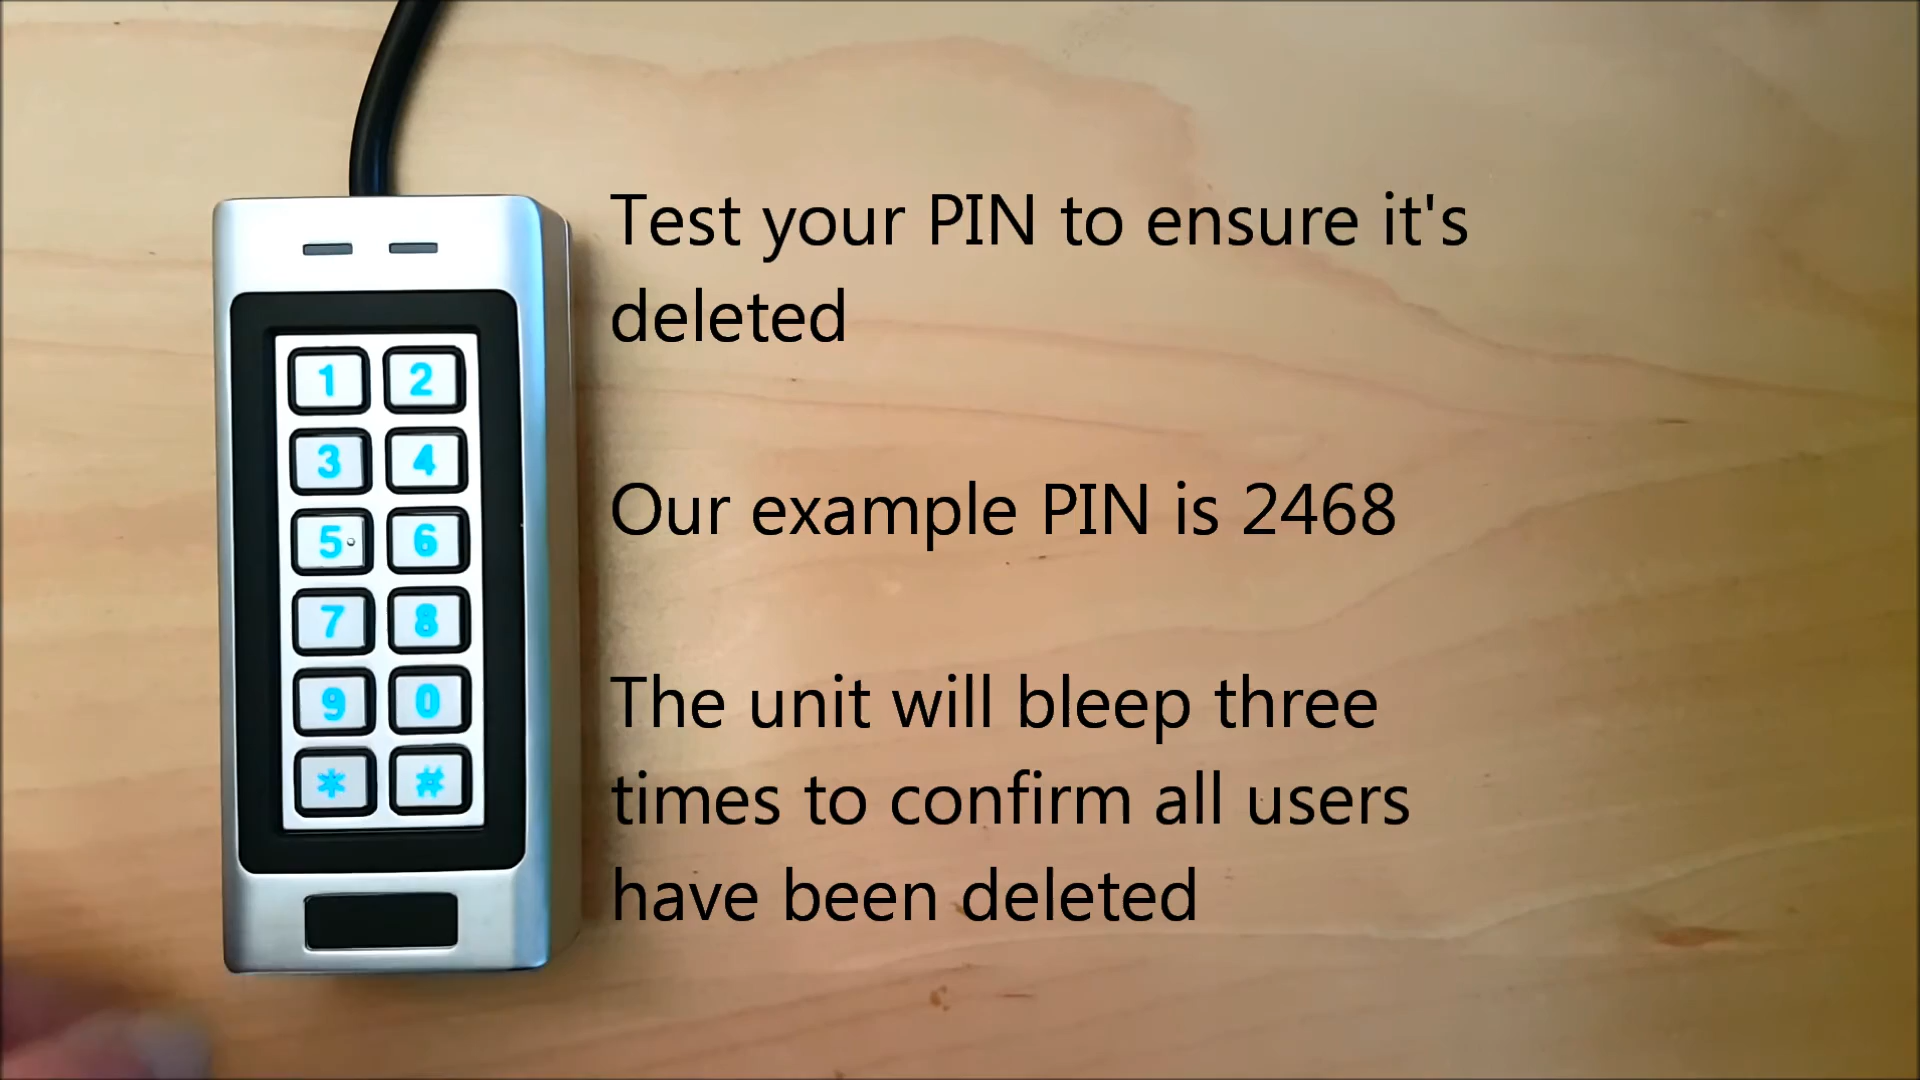 Test your PIN to ensure it's
deleted
Our example PIN is 2468
The unit will bleep three
times to confirm all users
have been deleted
1 2
3 4
5 6
7 8
9 0
* #